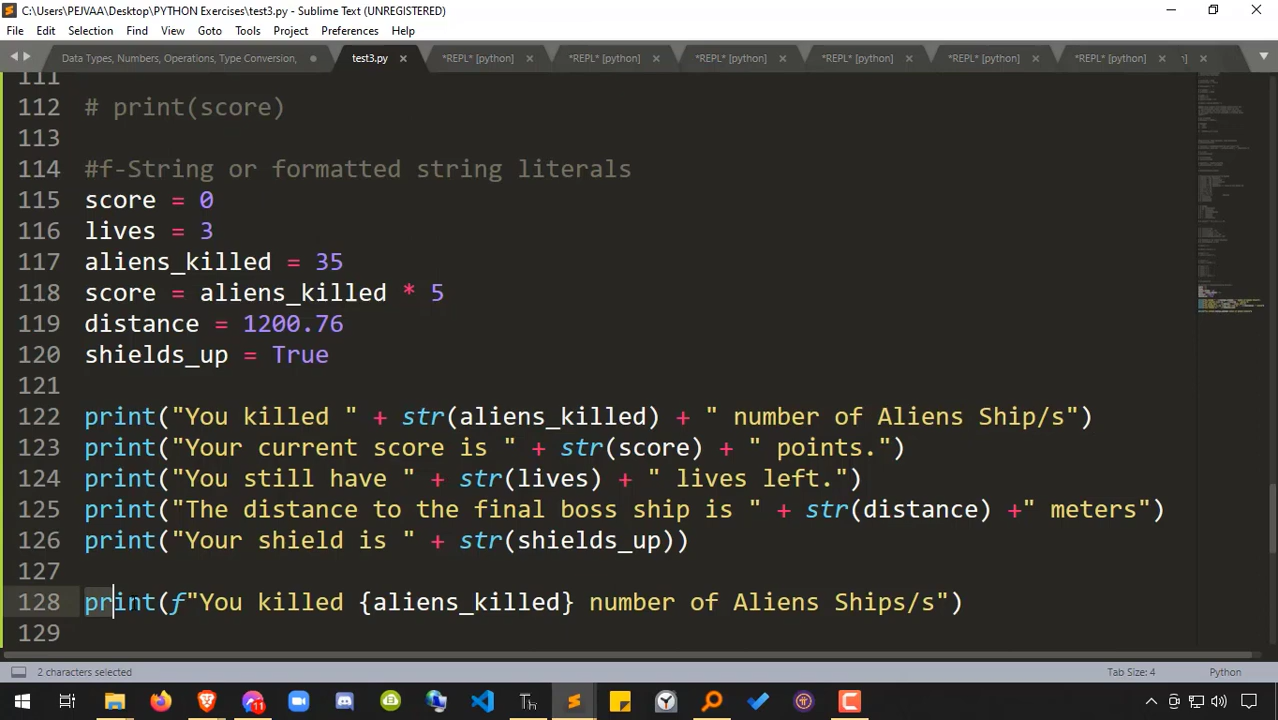 C:\Users\PEJVAA\Desktop\PYTHON Exercises\test3.py - Sublime Text (UNREGISTERED)
File Edit Selection Find View Goto Tools Project Preferences Help
Data Types, Numbers, Operations, Type Conversion, test3.py *REPL* [python] *REPL* [python] *REPL* [python] *REPL* [python] *REPL* [python] *REPL* [python]
111
112 # print(score)
113
114 #f-String or formatted string literals
115 score = 0
116 lives = 3
117 aliens_killed = 35
118 score = aliens_killed * 5
119 distance = 1200.76
120 shields_up = True
121
122 print("You killed " + str(aliens_killed) + " number of Aliens Ship/s")
123 print("Your current score is " + str(score) + " points.")
124 print("You still have " + str(lives) + " lives left.")
125 print("The distance to the final boss ship is " + str(distance) +" meters")
126 print("Your shield is " + str(shields_up))
127
128 print(f"You killed {aliens_killed} number of Aliens Ships/s")
129
2 characters selected Tab Size: 4 Python
11